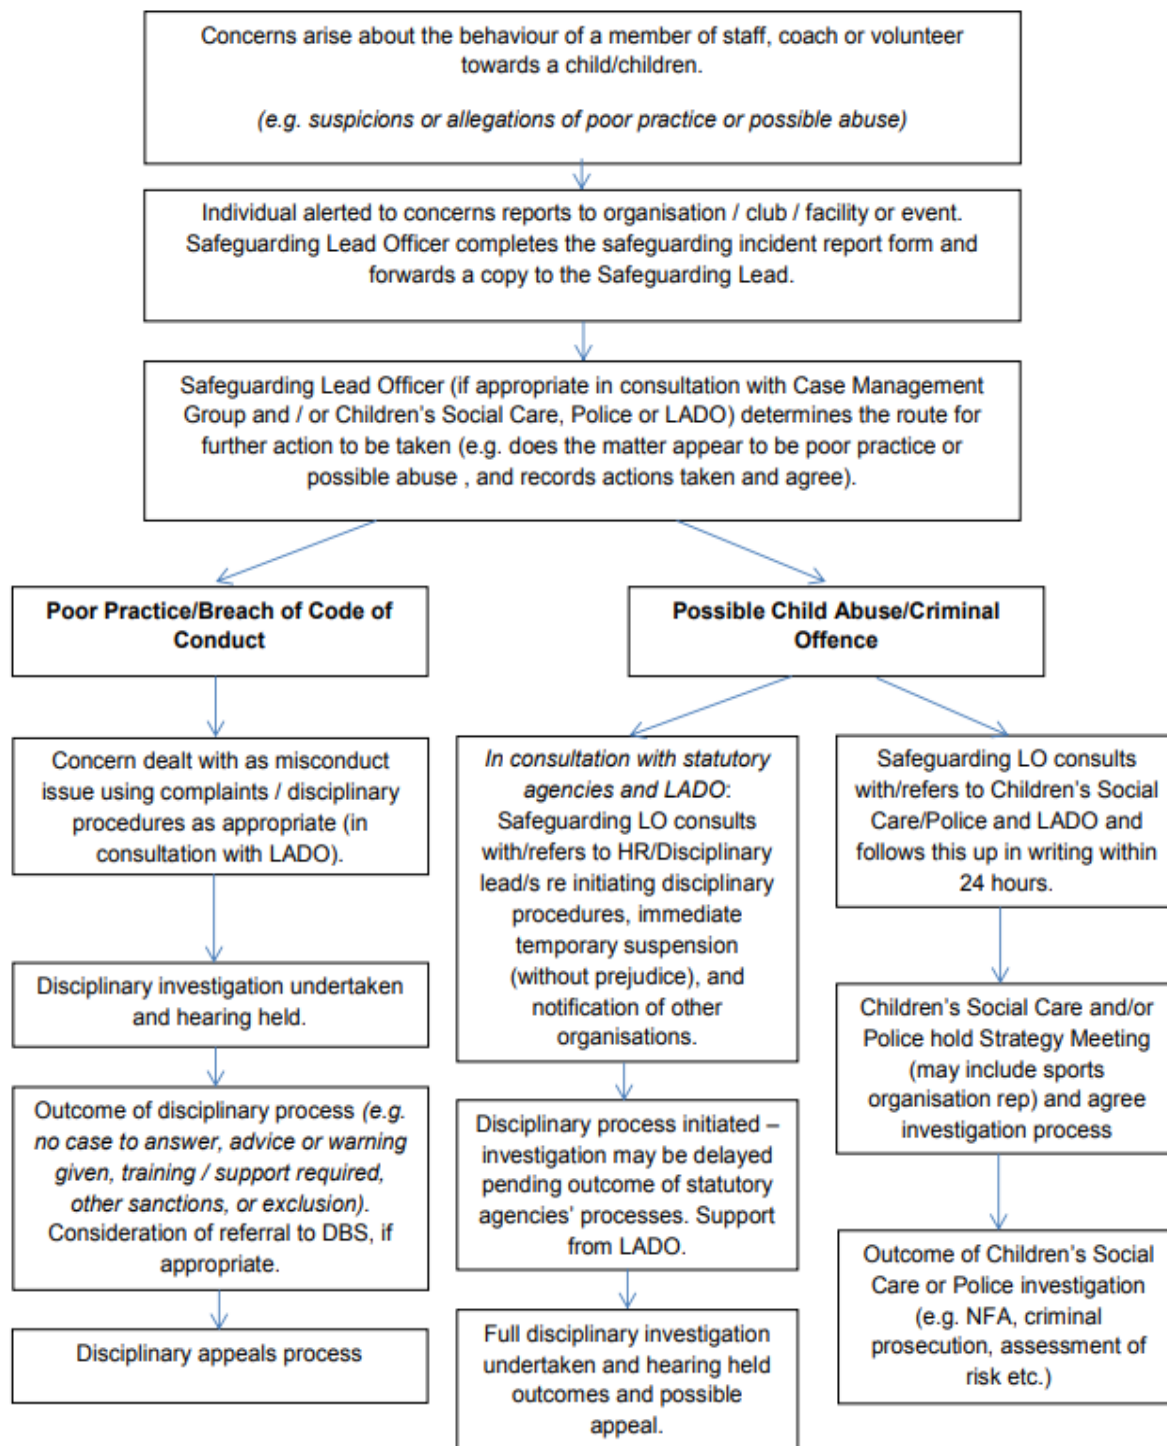 Concerns arise about the behaviour of a member of staff, coach or volunteer
towards a child/children.
(e.g. suspicions or allegations of poor practice or possible abuse)
Individual alerted to concerns reports to organisation / club / facility or event.
Safeguarding Lead Officer completes the safeguarding incident report form and
forwards a copy to the Safeguarding Lead.
Safeguarding Lead Officer (if appropriate in consultation with Case Management
Group and / or Children's Social Care, Police or LADO) determines the route for
further action to be taken (e.g. does the matter appear to be poor practice or
possible abuse , and records actions taken and agree).
Poor Practice/Breach of Code of
Conduct
Possible Child Abuse/Criminal
Offence
Concern dealt with as misconduct
issue using complaints / disciplinary
procedures as appropriate (in
consultation with LADO).
Disciplinary investigation undertaken
and hearing held.
Outcome of disciplinary process (e.g.
no case to answer, advice or warning
given, training / support required,
other sanctions, or exclusion).
Consideration of referral to DBS, if
appropriate.
Disciplinary appeals process
In consultation with statutory
agencies and LADO:
Safeguarding LO consults
with/refers to HR/Disciplinary
lead/s re initiating disciplinary
procedures, immediate
temporary suspension
(without prejudice), and
notification of other
organisations.
Disciplinary process initiated –
investigation may be delayed
pending outcome of statutory
agencies' processes. Support
from LADO.
Full disciplinary investigation
undertaken and hearing held
outcomes and possible
appeal.
Safeguarding LO consults
with/refers to Children's Social
Care/Police and LADO and
follows this up in writing within
24 hours.
Children's Social Care and/or
Police hold Strategy Meeting
(may include sports
organisation rep) and agree
investigation process
Outcome of Children's Social
Care or Police investigation
(e.g. NFA, criminal
prosecution, assessment of
risk etc.)